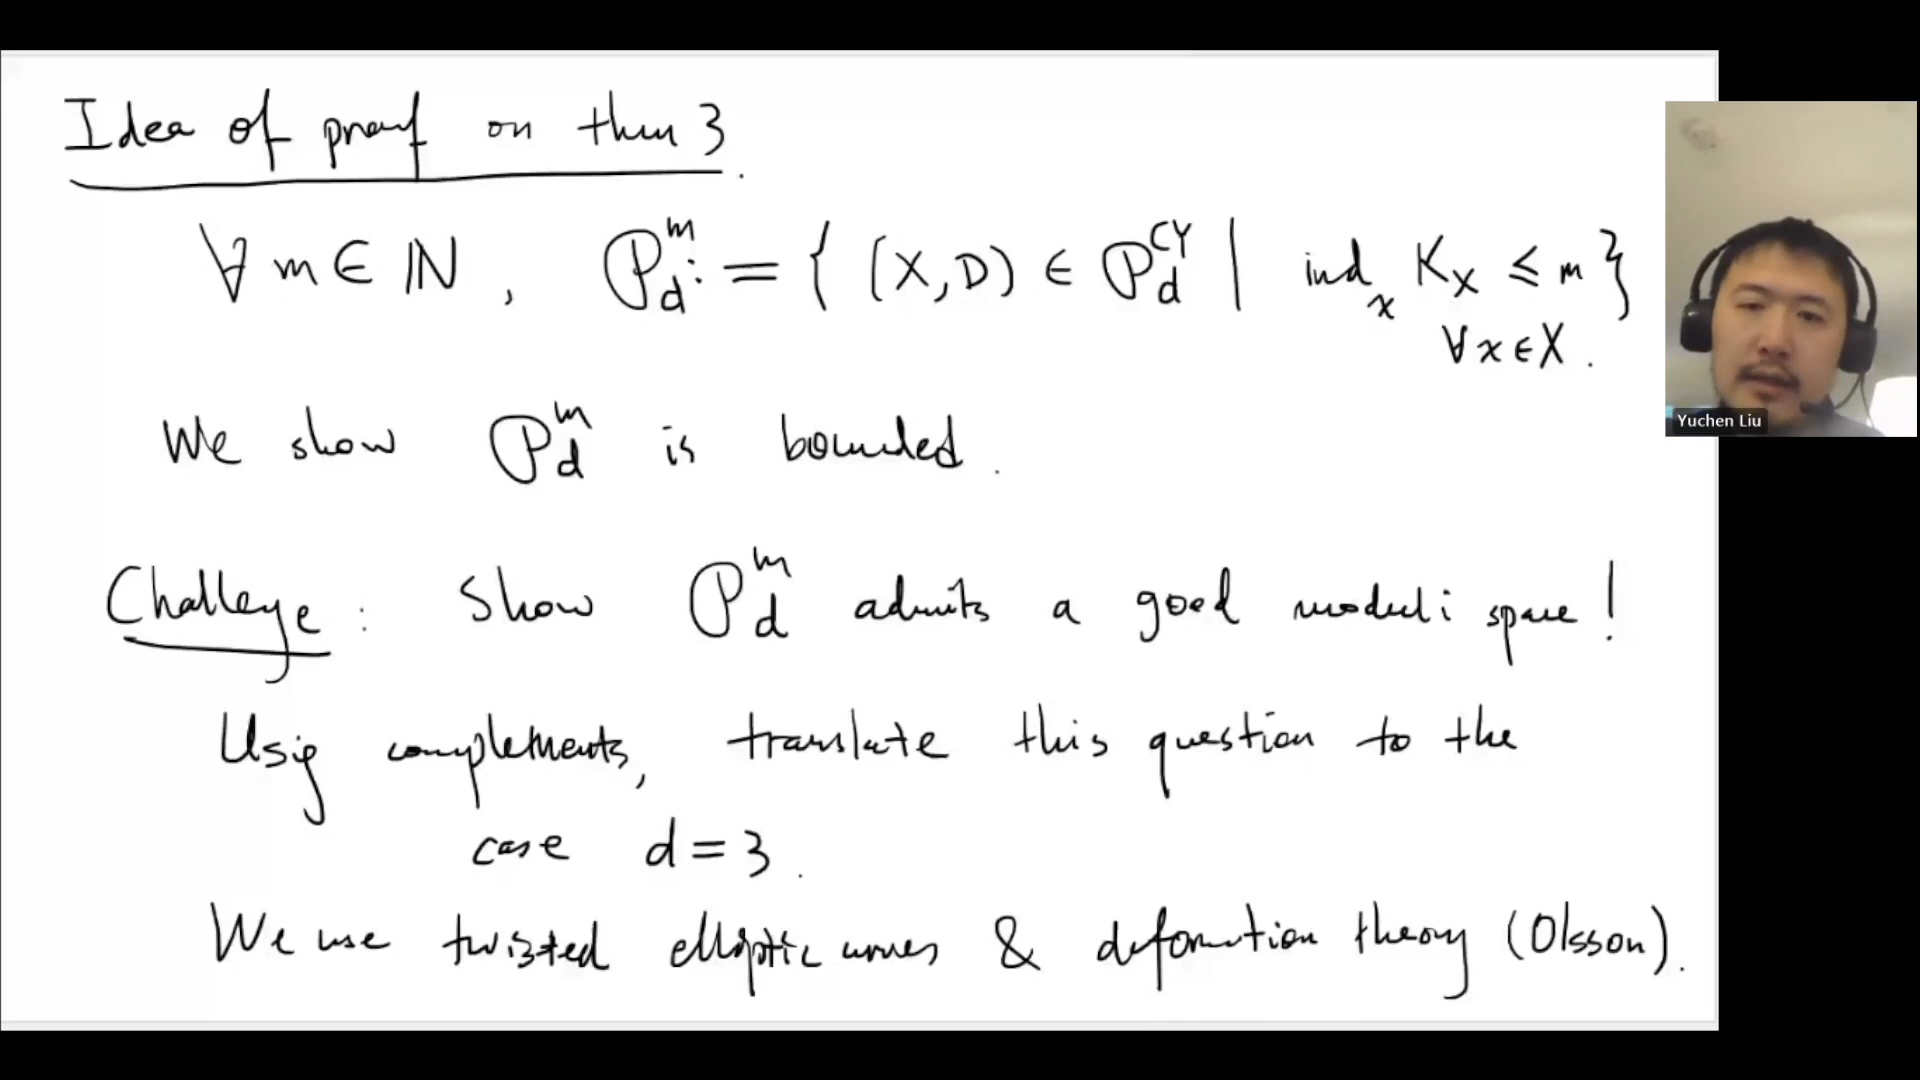 Idea of proof on thm 3.
∀ m ∈ ℕ, 𝒫_d^m := { (X, D) ∈ 𝒫_d^{CY} | ind_x K_X ≤ m }
∀ x ∈ X.
We show 𝒫_d^m is bounded.
Challenge: Show 𝒫_d^m admits a good moduli space!
Using complements, translate this question to the
case d = 3.
We use twisted elliptic curves & deformation theory (Olsson).
Yuchen Liu